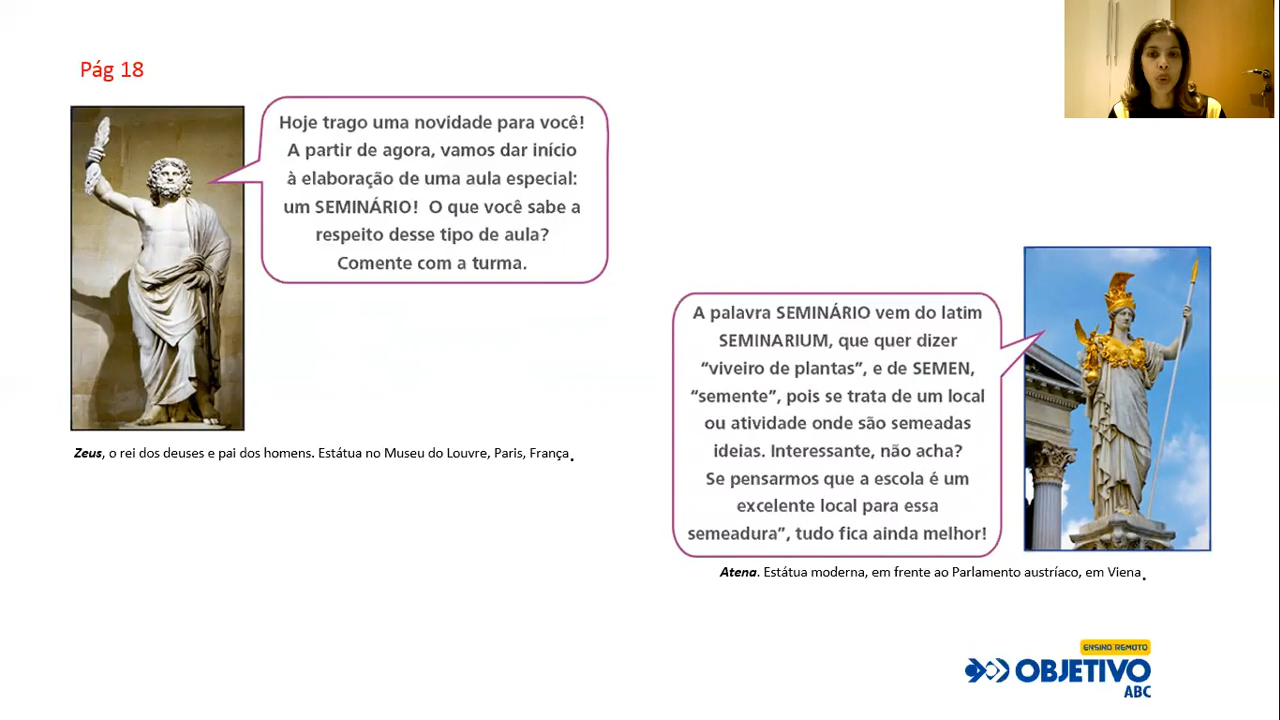 Pág 18
Hoje trago uma novidade para você!
A partir de agora, vamos dar início
à elaboração de uma aula especial:
um SEMINÁRIO! O que você sabe a
respeito desse tipo de aula?
Comente com a turma.
Zeus, o rei dos deuses e pai dos homens. Estátua no Museu do Louvre, Paris, França.
A palavra SEMINÁRIO vem do latim
SEMINARIUM, que quer dizer
“viveiro de plantas”, e de SEMEN,
“semente”, pois se trata de um local
ou atividade onde são semeadas
ideias. Interessante, não acha?
Se pensarmos que a escola é um
excelente local para essa
semeadura”, tudo fica ainda melhor!
Atena. Estátua moderna, em frente ao Parlamento austríaco, em Viena.
ENSINO REMOTO
OBJETIVO
ABC